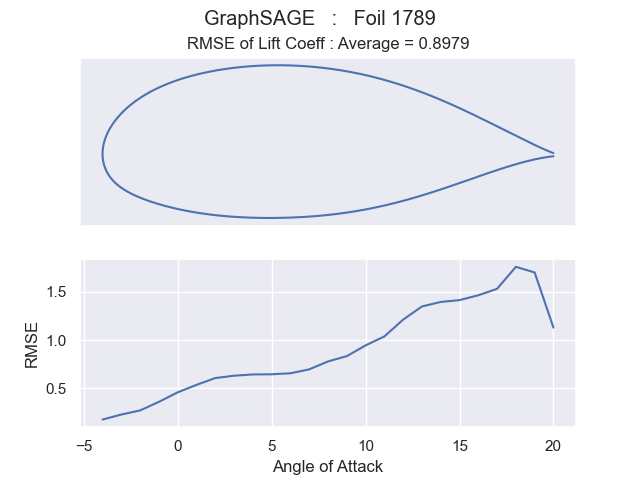 GraphSAGE   :   Foil 1789
RMSE of Lift Coeff : Average = 0.8979
1.5
1.0
0.5
RMSE
−5 0 5 10 15 20
Angle of Attack